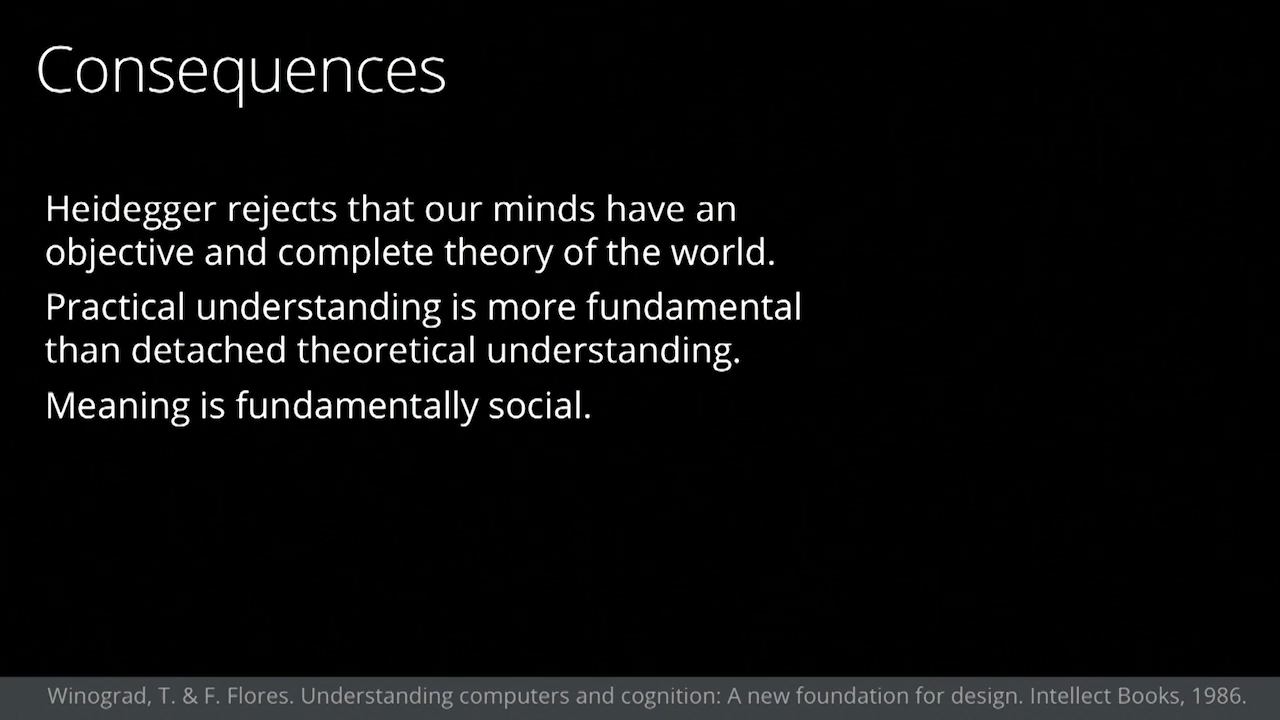 Consequences
Heidegger rejects that our minds have an
objective and complete theory of the world.
Practical understanding is more fundamental
than detached theoretical understanding.
Meaning is fundamentally social.
Winograd, T. & F. Flores. Understanding computers and cognition: A new foundation for design. Intellect Books, 1986.